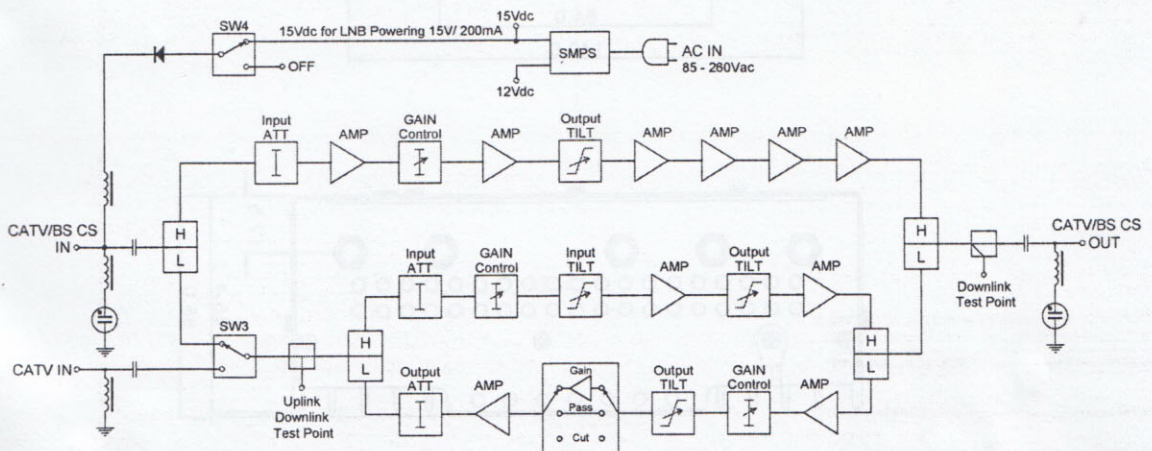 SW4
15Vdc for LNB Powering 15V/ 200mA
15Vdc
OFF
12Vdc
SMPS
AC IN
85 - 260Vac
Input
ATT
AMP
GAIN
Control
AMP
Output
TILT
AMP
AMP
AMP
AMP
CATV/BS CS
IN
H
L
H
L
CATV/BS CS
OUT
Downlink
Test Point
Input
ATT
GAIN
Control
Input
TILT
AMP
Output
TILT
AMP
SW3
CATV IN
H
L
H
L
Uplink
Downlink
Test Point
Output
ATT
AMP
Gain
Pass
Cut
Output
TILT
GAIN
Control
AMP